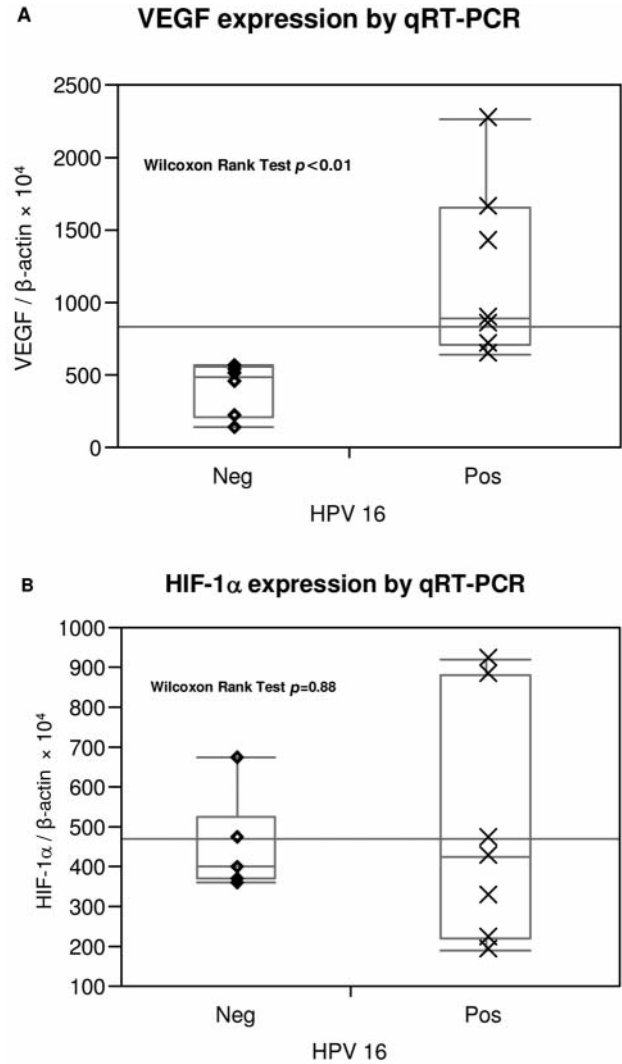 A
VEGF expression by qRT-PCR
VEGF / β-actin × 10⁴
2500
2000
1500
1000
500
0
Wilcoxon Rank Test p<0.01
Neg
Pos
HPV 16
B
HIF-1α expression by qRT-PCR
HIF-1α / β-actin × 10⁴
1000
900
800
700
600
500
400
300
200
100
Wilcoxon Rank Test p=0.88
Neg
Pos
HPV 16